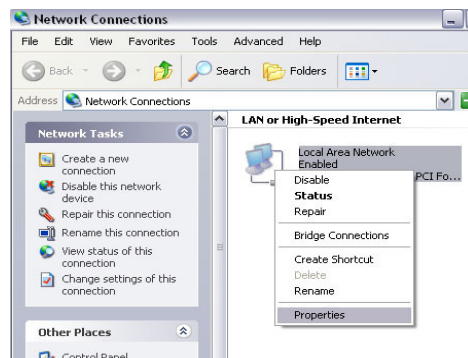 Network Connections
File Edit View Favorites Tools Advanced Help
Back Search Folders
Address Network Connections
Network Tasks
Create a new
connection
Disable this network
device
Repair this connection
Rename this connection
View status of this
connection
Change settings of this
connection
Other Places
Control Panel
LAN or High-Speed Internet
Local Area Network
Enabled
PCI Fo...
Disable
Status
Repair
Bridge Connections
Create Shortcut
Delete
Rename
Properties